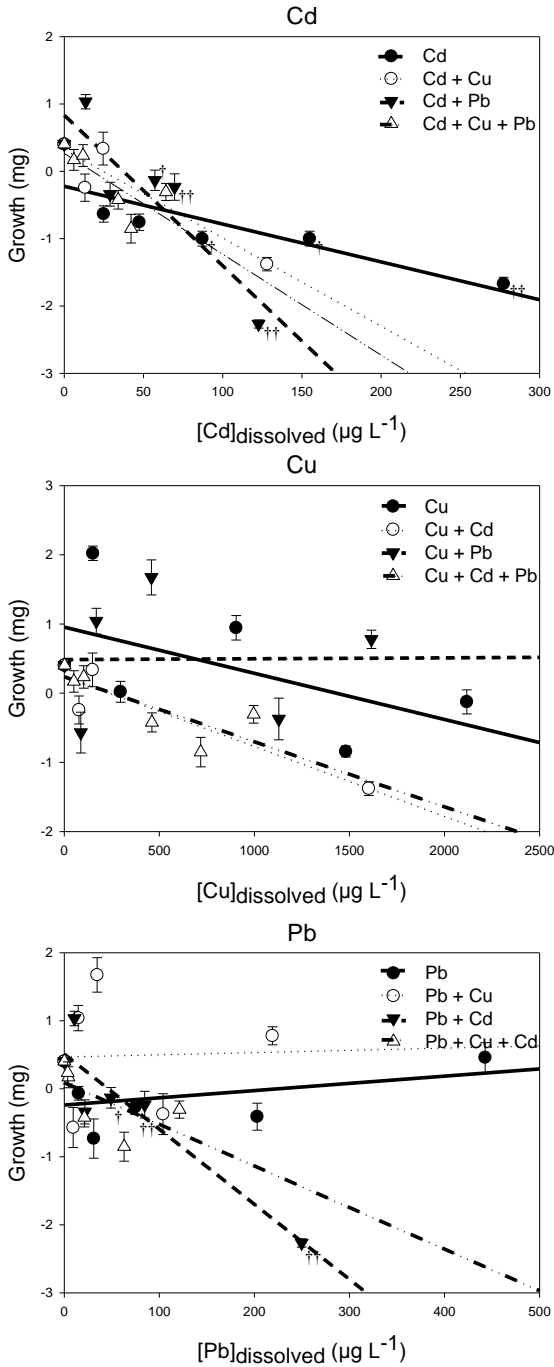 Cd
2
1
0
-1
-2
-3
Growth (mg)
Cd
Cd + Cu
Cd + Pb
Cd + Cu + Pb
†
††
†
†
††
††
0 50 100 150 200 250 300
[Cd]dissolved (µg L-1)
Cu
3
2
1
0
-1
-2
Growth (mg)
Cu
Cu + Cd
Cu + Pb
Cu + Cd + Pb
0 500 1000 1500 2000 2500
[Cu]dissolved (µg L-1)
Pb
2
1
0
-1
-2
-3
Growth (mg)
Pb
Pb + Cu
Pb + Cd
Pb + Cu + Cd
†
††
††
0 100 200 300 400 500
[Pb]dissolved (µg L-1)